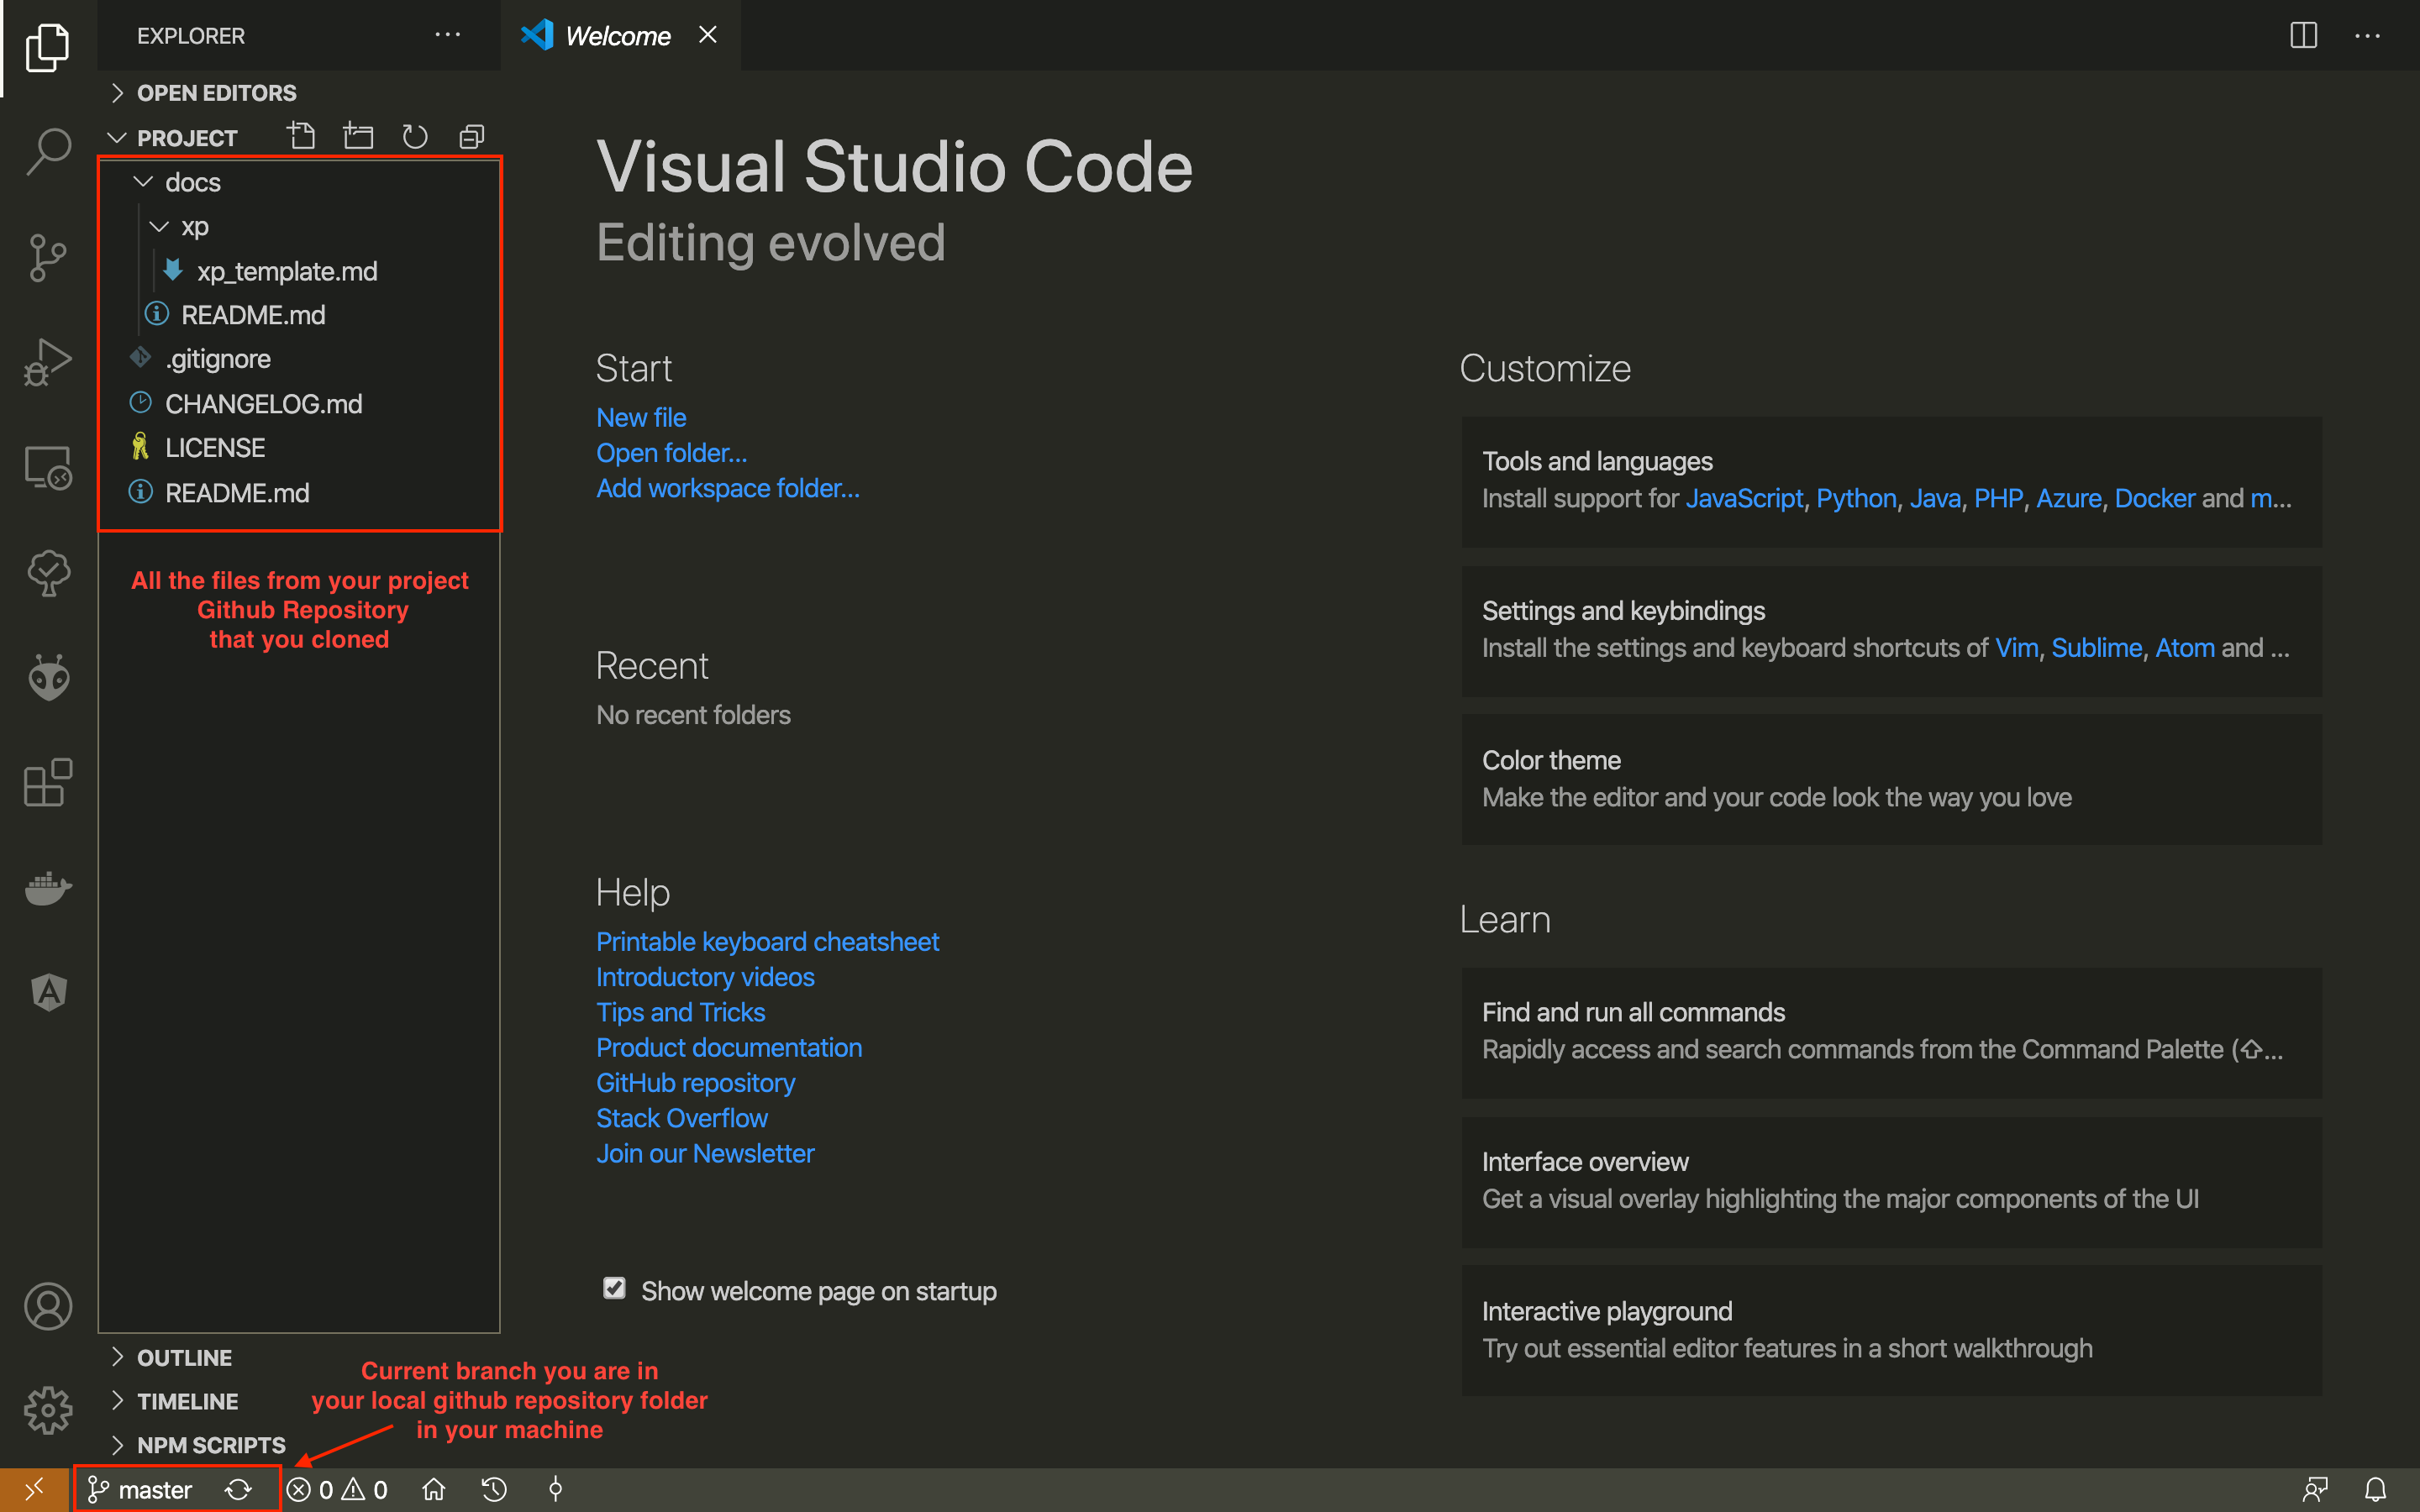 EXPLORER
Welcome
OPEN EDITORS
PROJECT
docs
xp
xp_template.md
README.md
.gitignore
CHANGELOG.md
LICENSE
README.md
All the files from your project
Github Repository
that you cloned
OUTLINE
TIMELINE
NPM SCRIPTS
Current branch you are in
your local github repository folder
in your machine
Visual Studio Code
Editing evolved
Start
New file
Open folder...
Add workspace folder...
Recent
No recent folders
Help
Printable keyboard cheatsheet
Introductory videos
Tips and Tricks
Product documentation
GitHub repository
Stack Overflow
Join our Newsletter
Show welcome page on startup
Customize
Tools and languages
Install support for JavaScript, Python, Java, PHP, Azure, Docker and m...
Settings and keybindings
Install the settings and keyboard shortcuts of Vim, Sublime, Atom and ...
Color theme
Make the editor and your code look the way you love
Learn
Find and run all commands
Rapidly access and search commands from the Command Palette (⇧...
Interface overview
Get a visual overlay highlighting the major components of the UI
Interactive playground
Try out essential editor features in a short walkthrough
master 0 0